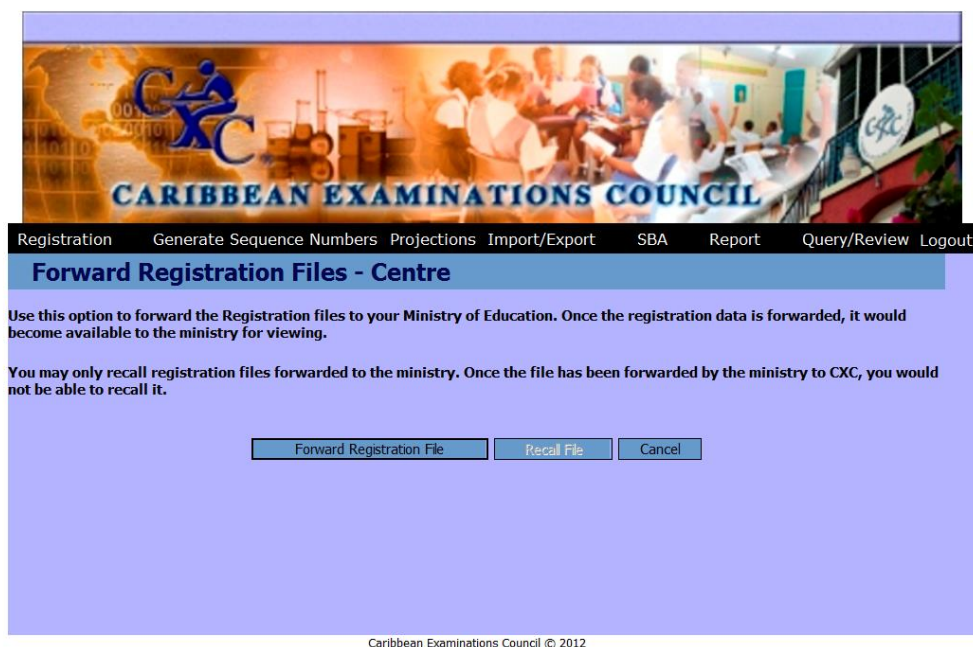 CXC
CXC
CARIBBEAN EXAMINATIONS COUNCIL
Registration Generate Sequence Numbers Projections Import/Export SBA Report Query/Review Logout
Forward Registration Files - Centre
Use this option to forward the Registration files to your Ministry of Education. Once the registration data is forwarded, it would
become available to the ministry for viewing.
You may only recall registration files forwarded to the ministry. Once the file has been forwarded by the ministry to CXC, you would
not be able to recall it.
Forward Registration File Recall File Cancel
Caribbean Examinations Council © 2012